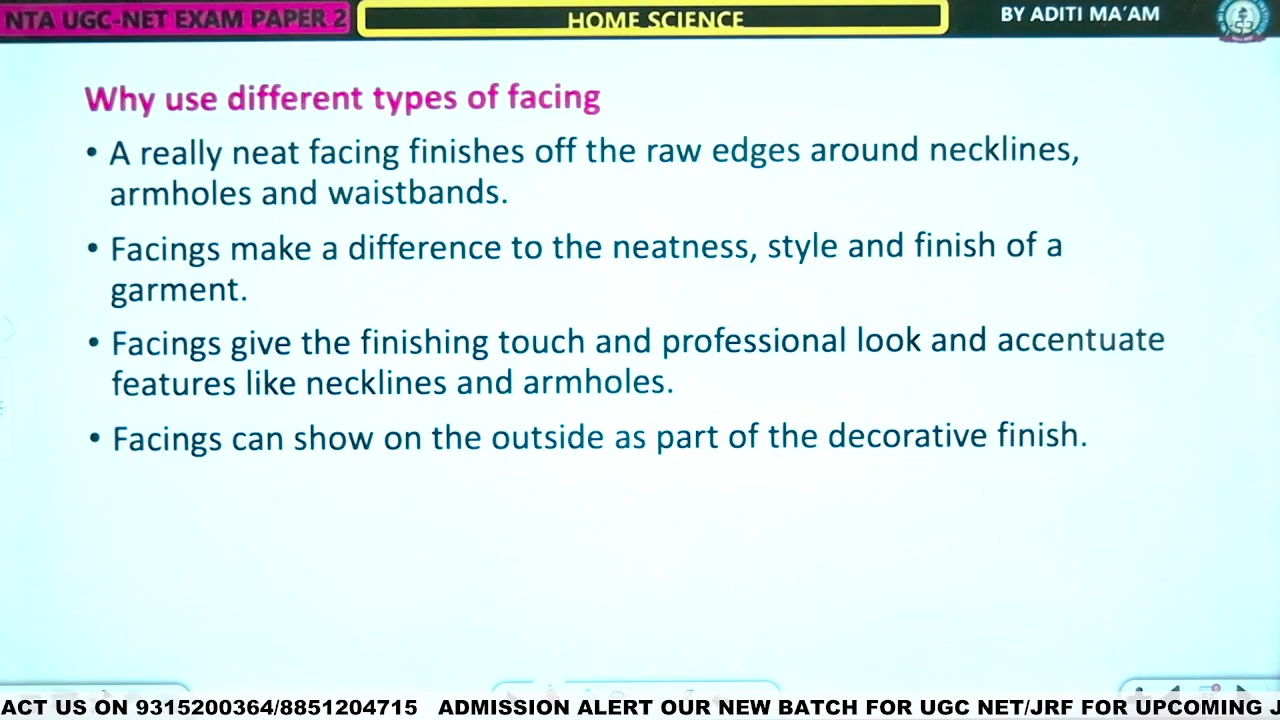 NTA UGC-NET EXAM PAPER 2
HOME SCIENCE
BY ADITI MA'AM
Why use different types of facing
• A really neat facing finishes off the raw edges around necklines,
armholes and waistbands.
• Facings make a difference to the neatness, style and finish of a
garment.
• Facings give the finishing touch and professional look and accentuate
features like necklines and armholes.
• Facings can show on the outside as part of the decorative finish.
ACT US ON 9315200364/8851204715 ADMISSION ALERT OUR NEW BATCH FOR UGC NET/JRF FOR UPCOMING J